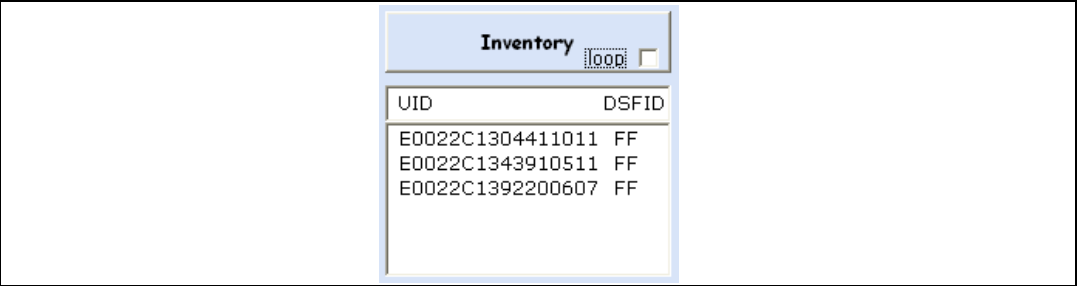 Inventory loop
UID DSFID
E0022C1304411011 FF
E0022C1343910511 FF
E0022C1392200607 FF